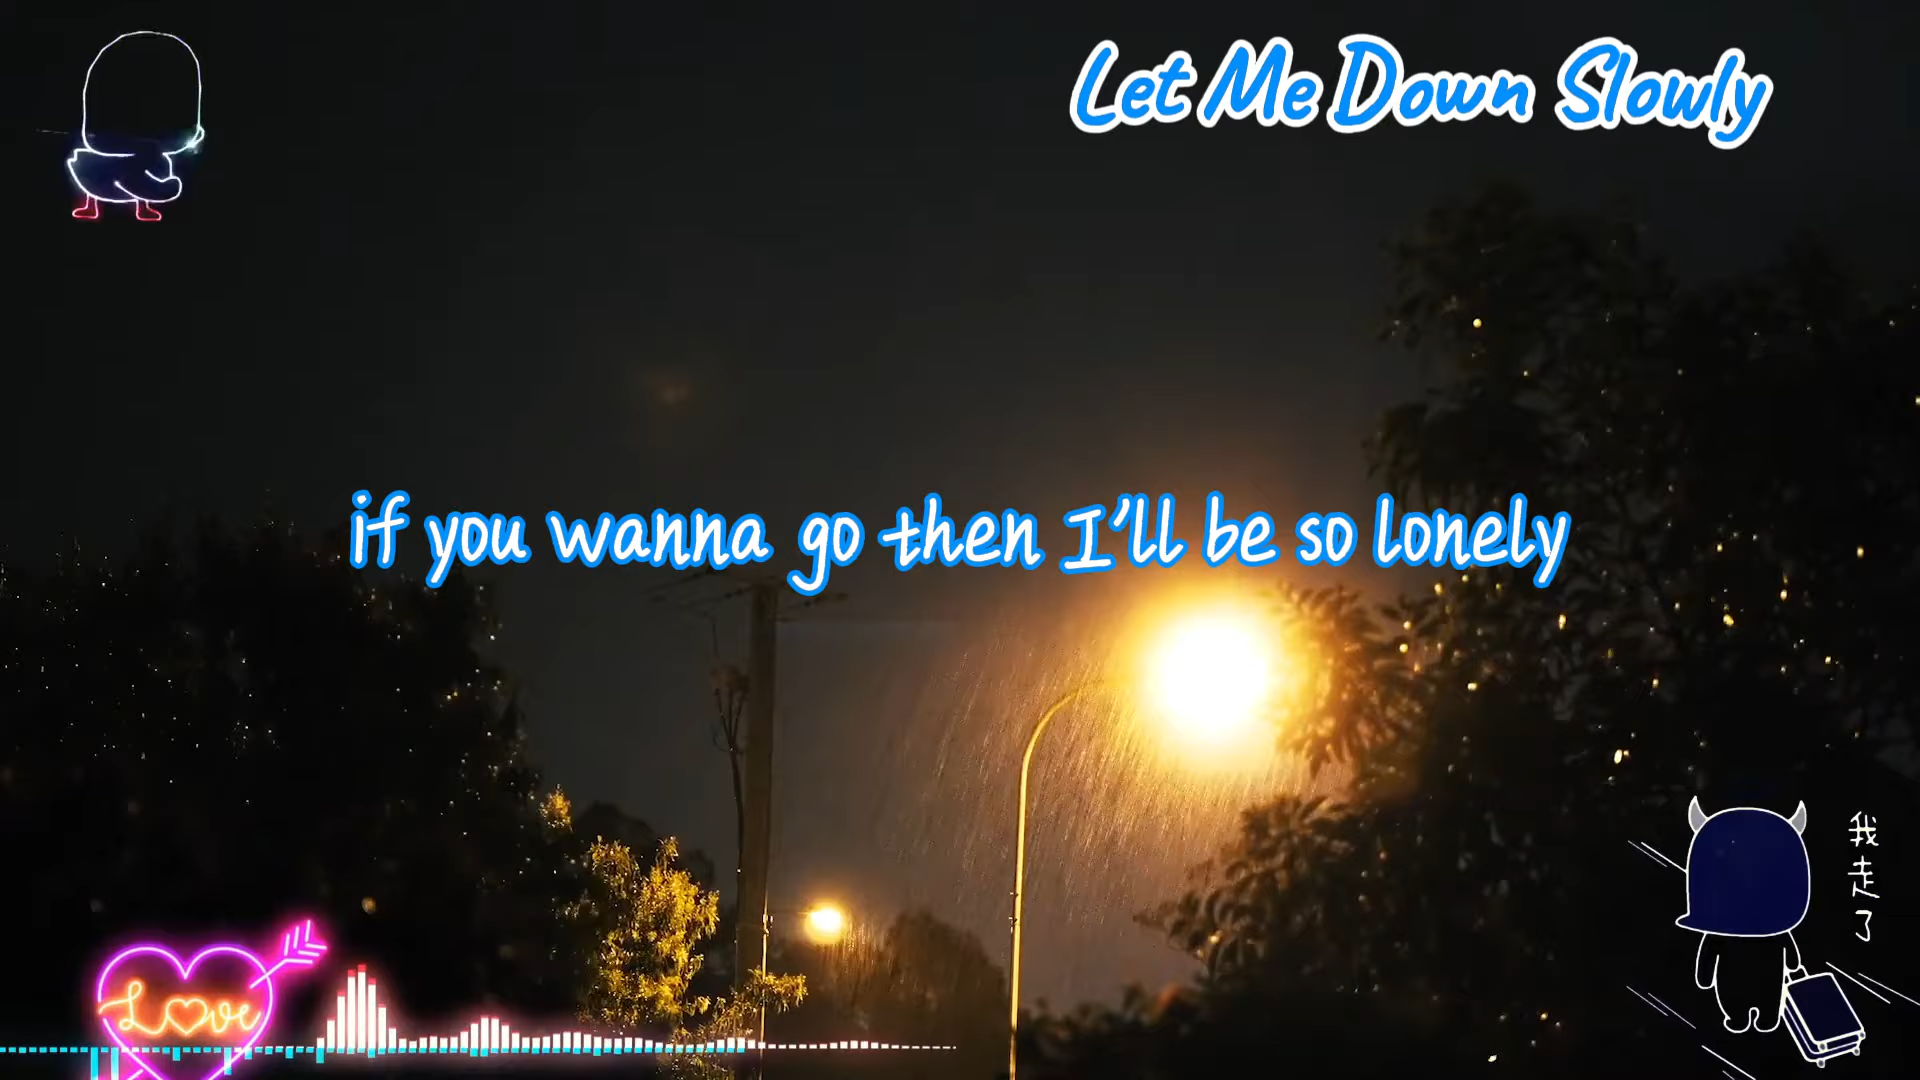 Let Me Down Slowly
if you wanna go then I'll be so lonely
我走了
Love